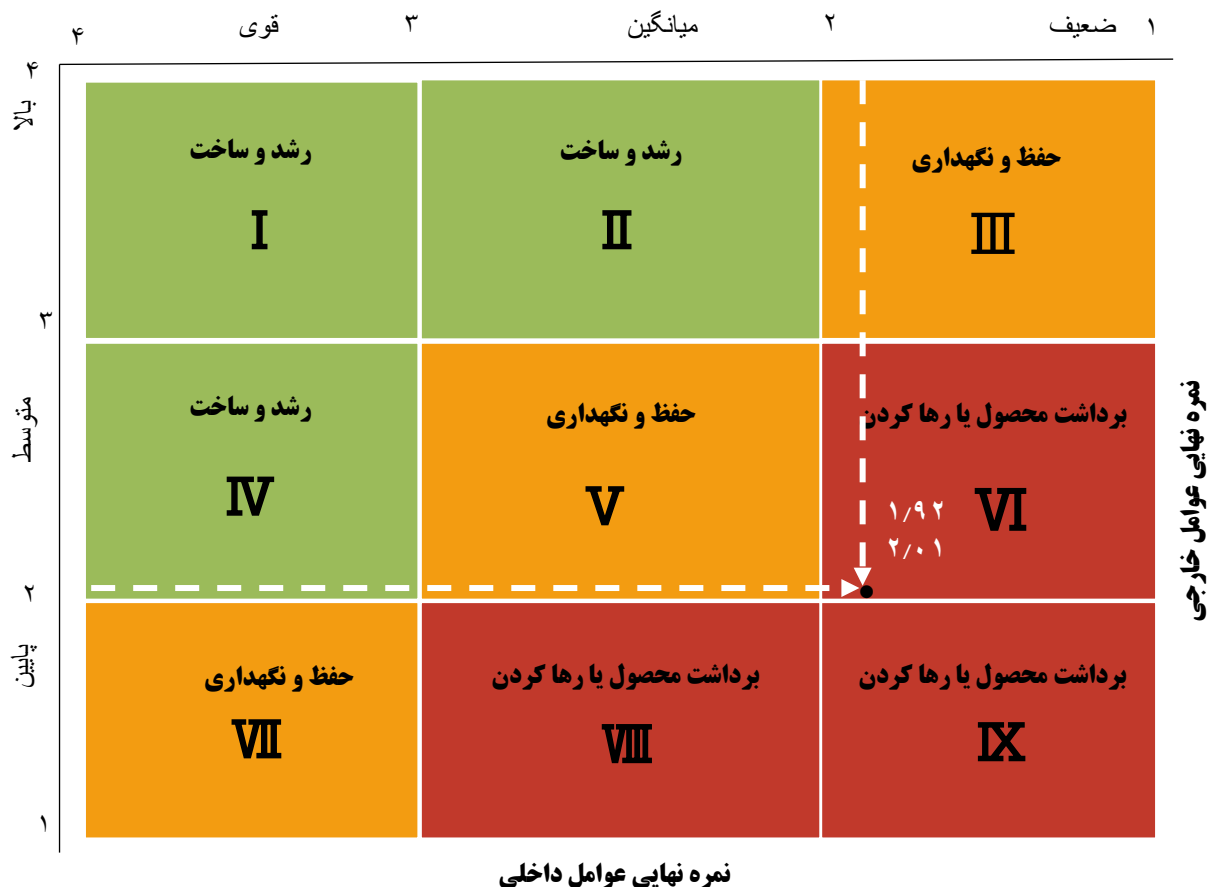 ۴ قوی ۳ میانگین ۲ ضعیف ۱
۴
بالا
۳
متوسط
۲
پایین
۱
رشد و ساخت
I
رشد و ساخت
II
حفظ و نگهداری
III
رشد و ساخت
IV
حفظ و نگهداری
V
برداشت محصول یا رها کردن
VI
۱/۹۲
۲/۰۱
حفظ و نگهداری
VII
برداشت محصول یا رها کردن
VIII
برداشت محصول یا رها کردن
IX
نمره نهایی عوامل خارجی
نمره نهایی عوامل داخلی